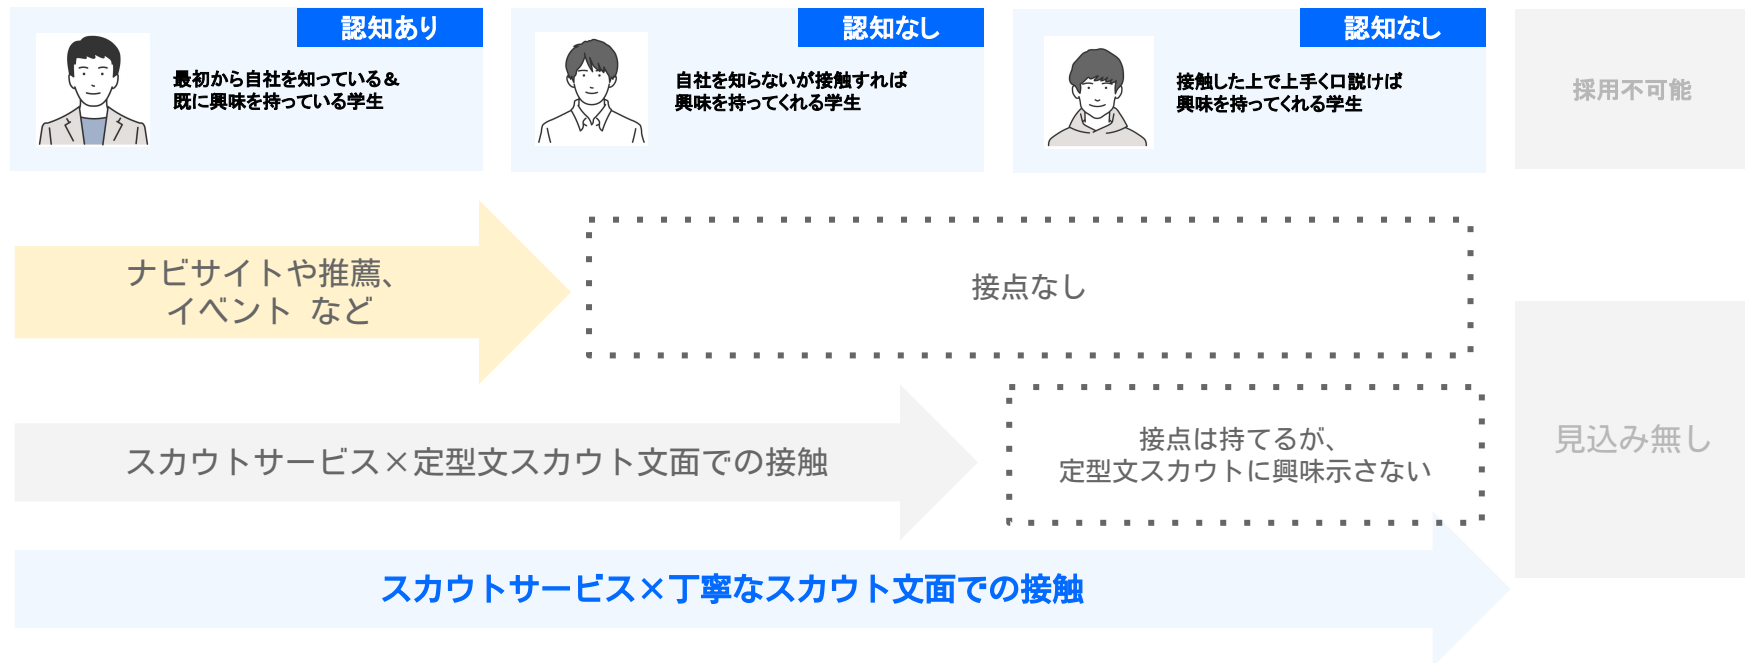 認知あり
最初から自社を知っている＆
既に興味を持っている学生
認知なし
自社を知らないが接触すれば
興味を持ってくれる学生
認知なし
接触した上で上手く口説けば
興味を持ってくれる学生
採用不可能
ナビサイトや推薦、
イベント など
接点なし
スカウトサービス×定型文スカウト文面での接触
接点は持てるが、
定型文スカウトに興味示さない
見込み無し
スカウトサービス×丁寧なスカウト文面での接触